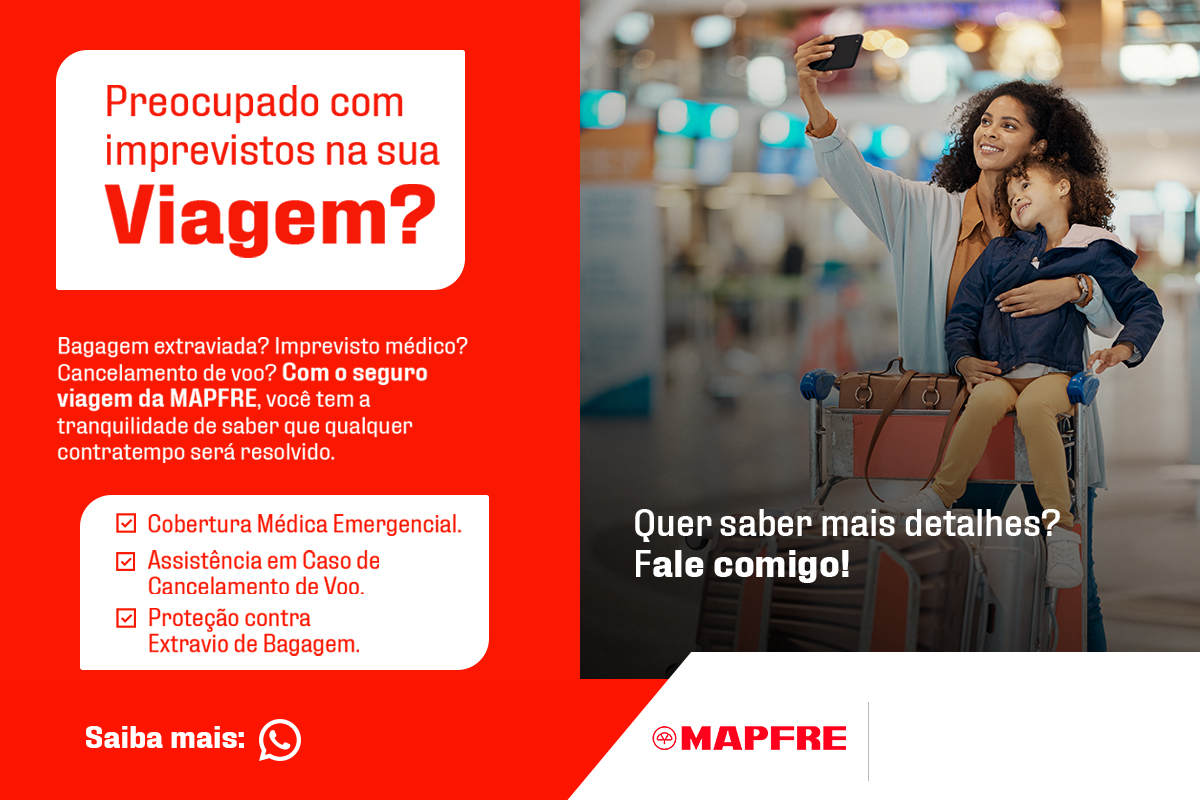 Preocupado com
imprevistos na sua
Viagem?
Bagagem extraviada? Imprevisto médico?
Cancelamento de voo? Com o seguro
viagem da MAPFRE, você tem a
tranquilidade de saber que qualquer
contratempo será resolvido.
Cobertura Médica Emergencial.
Assistência em Caso de
Cancelamento de Voo.
Proteção contra
Extravio de Bagagem.
Quer saber mais detalhes?
Fale comigo!
Saiba mais:
MAPFRE